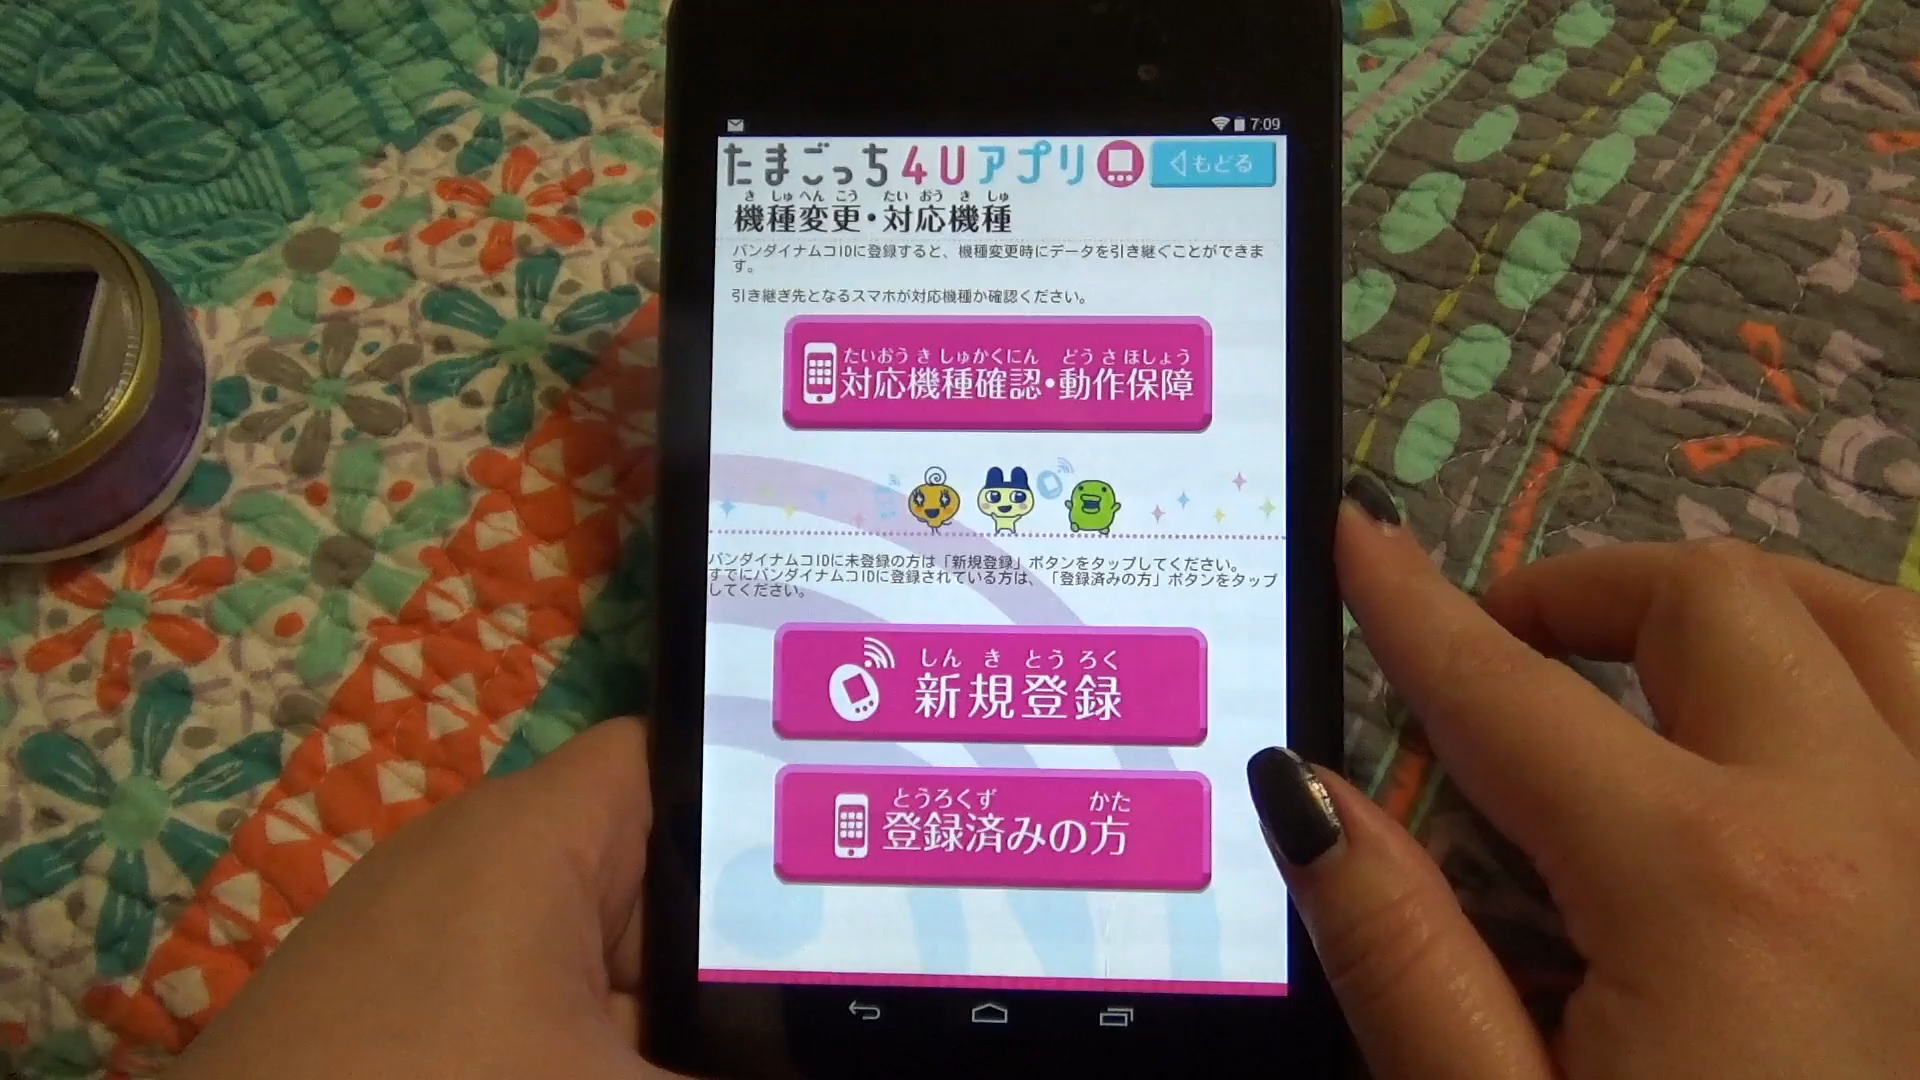 7:09
たまごっち4Uアプリ
もどる
き しゅ へん こう たい おう き しゅ
機種変更・対応機種
バンダイナムコIDに登録すると、機種変更時にデータを引き継ぐことができま
す。
引き継ぎ先となるスマホが対応機種か確認ください。
たいおう き しゅかくにん どう さ ほしょう
対応機種確認・動作保障
バンダイナムコIDに未登録の方は「新規登録」ボタンをタップしてください。
すでにバンダイナムコIDに登録されている方は、「登録済みの方」ボタンをタップ
してください。
しん き とう ろく
新規登録
とうろくず かた
登録済みの方